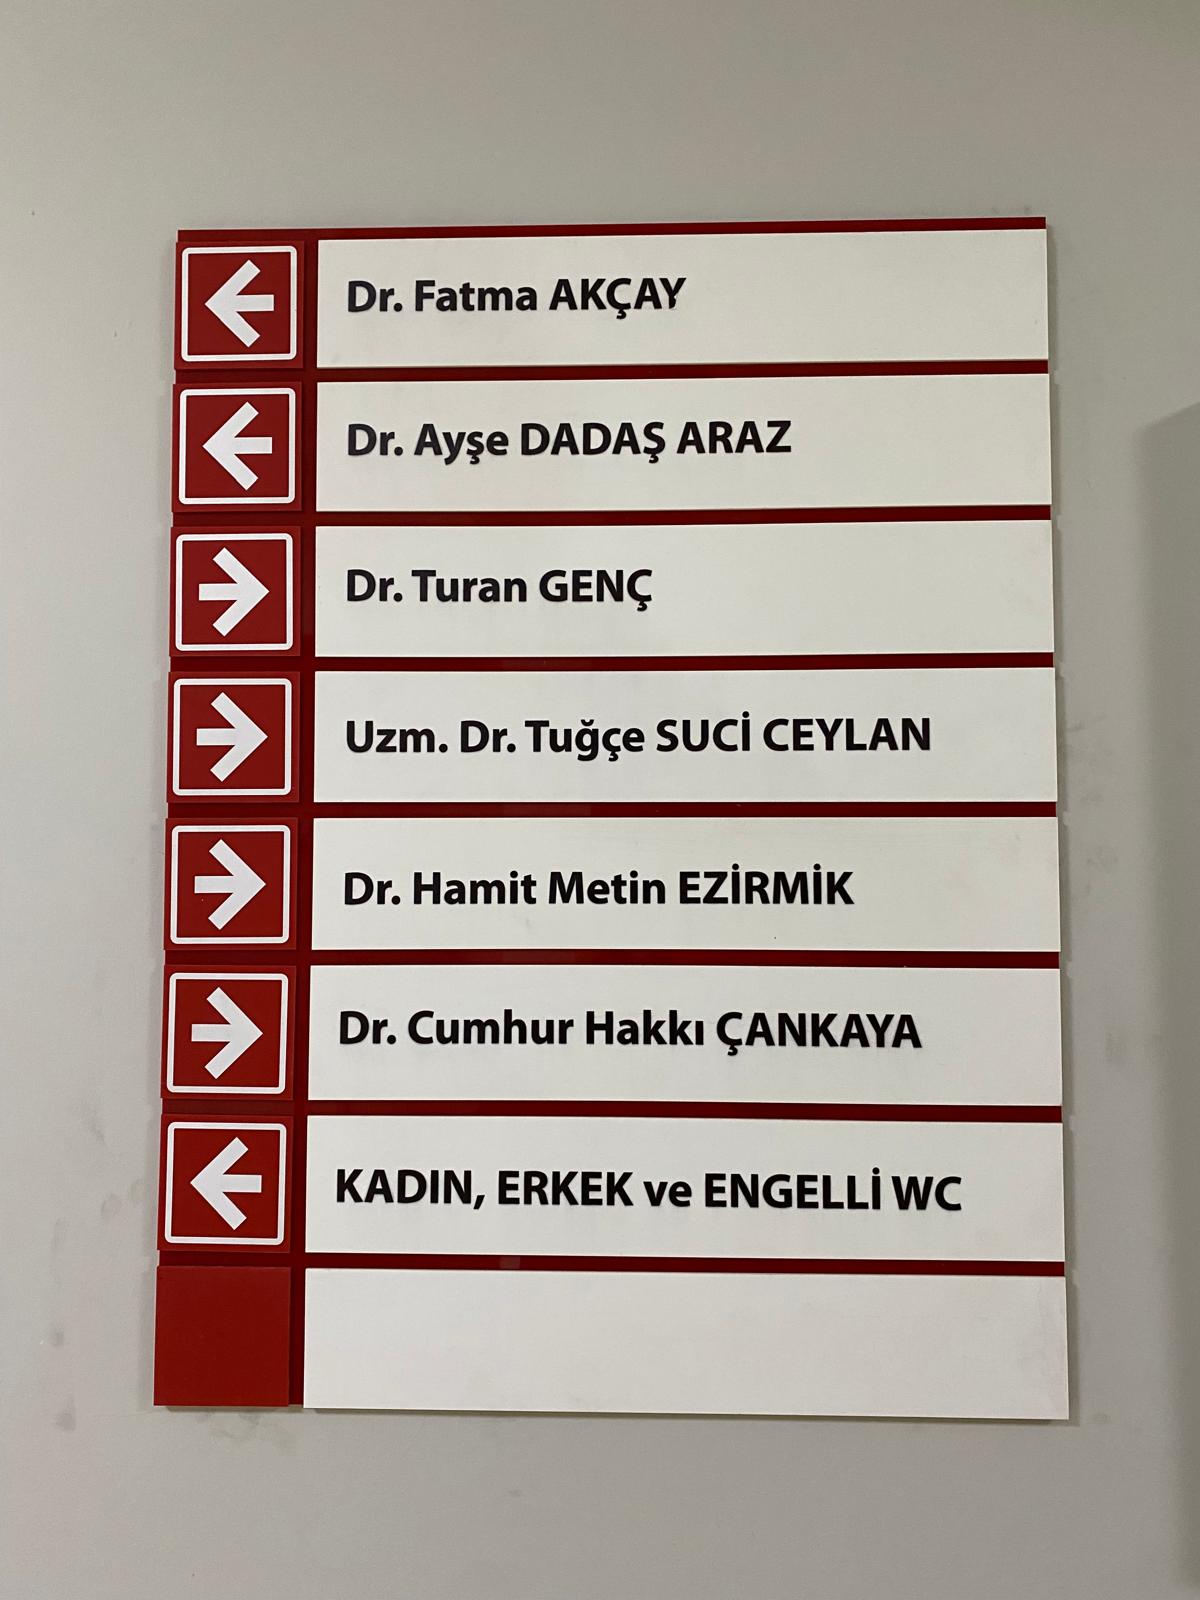 Dr. Fatma AKÇAY
Dr. Ayşe DADAŞ ARAZ
Dr. Turan GENÇ
Uzm. Dr. Tuğçe SUCİ CEYLAN
Dr. Hamit Metin EZİRMİK
Dr. Cumhur Hakkı ÇANKAYA
KADIN, ERKEK ve ENGELLİ WC